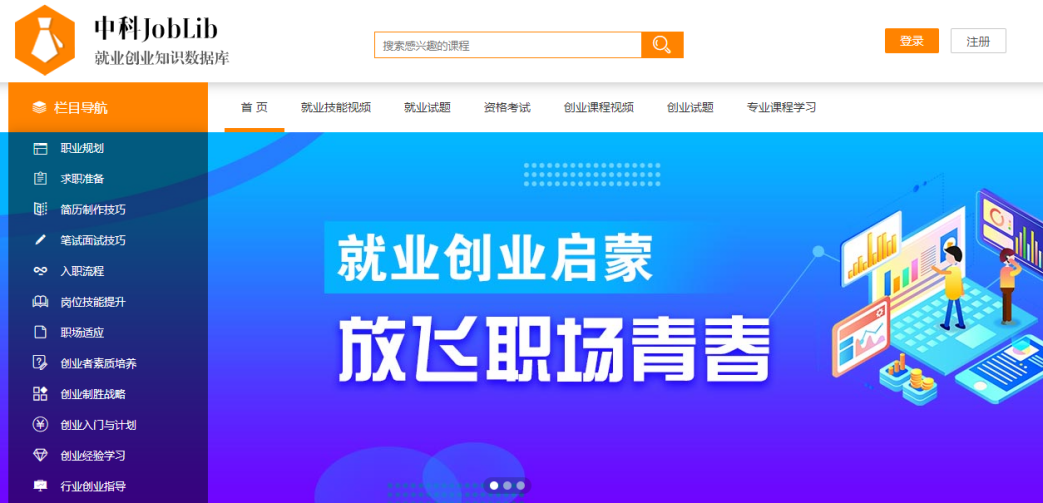 中科JobLib
就业创业知识数据库
搜索感兴趣的课程
登录
注册
栏目导航
首 页
就业技能视频
就业试题
资格考试
创业课程视频
创业试题
专业课程学习
职业规划
求职准备
简历制作技巧
笔试面试技巧
入职流程
岗位技能提升
职场适应
创业者素质培养
创业制胜战略
创业入门与计划
创业经验学习
行业创业指导
就业创业启蒙
放飞职场青春